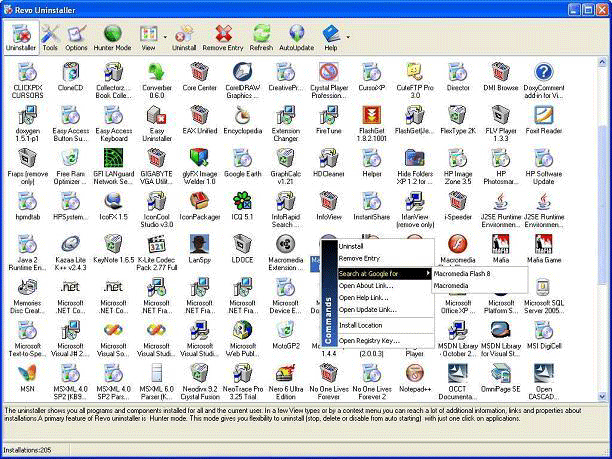 Revo Uninstaller
Uninstaller Tools Options Hunter Mode View Uninstall Remove Entry Refresh AutoUpdate Help
CLICKPIX CURSORS
CloneCD
Collectorz.... Book Colle...
Converter 0.6.0
Core Center
CorelDRAW Graphics ...
CreativePr...
Crystal Player Profession...
CursorXP
CuteFTP Pro 3.0
Director
DMI Browse
DoxyComment add-in for Vi...
doxygen 1.5.1-p1
Easy Access Button Su...
Easy Access Keyboard
Easy Uninstaller
EAX Unified
Encyclopedia
Extension Changer
FireTune
FlashGet 1.8.2.1001
FlashGet(Je...
FlexType 2K
FLV Player 1.3.3
Foxit Reader
Fraps (remove only)
Free Ram Optimizer ...
GFI LANguard Network Se...
GIGABYTE VGA Utilit...
glyFX Image Welder 1.0
Google Earth
GraphCalc v1.21
HDCleaner
Helper
Hide Folders XP 1.2 for ...
HP Image Zone 3.5
HP Photosmar...
HP Software Update
hpmdtab
HPSystem...
IcoFX 1.5
IconCool Studio v3.0
IconPackager
ICQ 5.1
InfoRapid Search ...
InfoView
InstantShare
IrfanView (remove only)
i-Speeder
J2SE Runtime Environmen...
J2SE Runtime Environmen...
Java 2 Runtime En...
Kazaa Lite K++ v2.4.3
KeyNote 1.6.5
K-Lite Codec Pack 2.77 Full
LanSpy
LDOCE
Macromedia Extension ...
Mafia
Mafia Game
Memories Disc Creat...
Microsoft .NET Co...
Microsoft .NET Fra...
Microsoft .NET Fra...
Microsoft .NET Fra...
Microsoft Device E...
Microsoft Office XP ...
Microsoft Platform S...
Microsoft SQL Server 2005...
Microsoft Text-to-Spe...
Microsoft Visual J# 2...
Microsoft Visual So...
Microsoft Visual Studi...
Microsoft Web Publ...
MotoGP2
1.4.4
(2.0.0.3)
Player
MSDN Library - October 2...
MSDN Library for Visual St...
MSI DigiCell
MSN
MSXML 4.0 SP2 (KB9...
MSXML 4.0 SP2 Pars...
MSXML 6.0 Parser (K...
Neodivx 9.2 Crystal Fusion
NeoTrace Pro 3.25 Trial
Nero 6 Ultra Edition
No One Lives Forever
No One Lives Forever 2
Notepad++
OCCT Documentat...
OmniPage SE
Open CASCAD...
Commands
Uninstall
Remove Entry
Search at Google for
Open About Link...
Open Help Link...
Open Update Link...
Install Location
Open Registry Key...
Macromedia Flash 8
Macromedia
The uninstaller shows you all programs and components installed for all and the current user. In a few View types or by a context menu you can reach a lot of additional information, links and properties about
installations.A primary feature of Revo uninstaller is Hunter Mode. This mode gives you flexibility to uninstall (stop, delete or disable from auto starting) with just one click on applications.
Installations:205